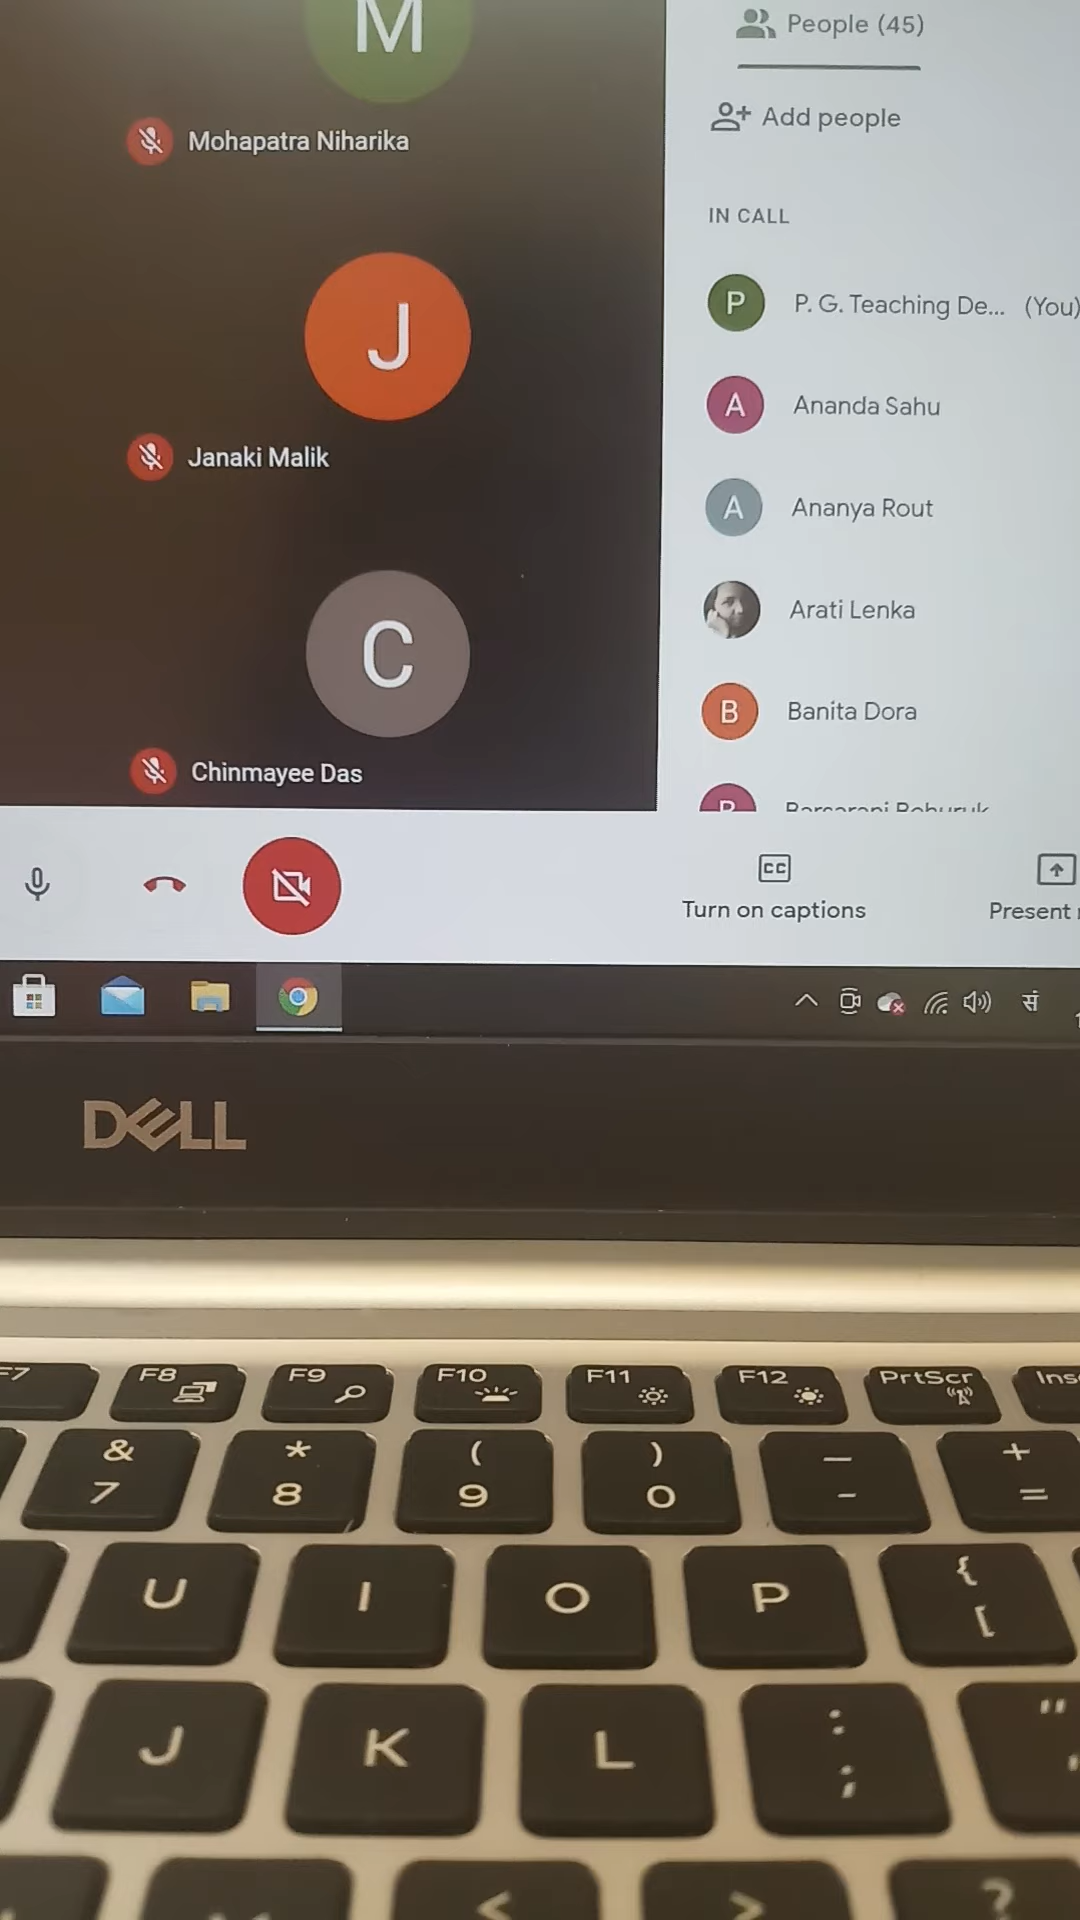 M
Mohapatra Niharika
J
Janaki Malik
C
Chinmayee Das
People (45)
Add people
IN CALL
P
P. G. Teaching De... (You)
A
Ananda Sahu
A
Ananya Rout
Arati Lenka
B
Banita Dora
CC
Turn on captions
Present
सं
DELL
F7 F8 F9 F10 F11 F12 PrtScr Ins
& * ( ) — +
7 8 9 0 - =
U I O P { [
J K L : ; "
< > ?